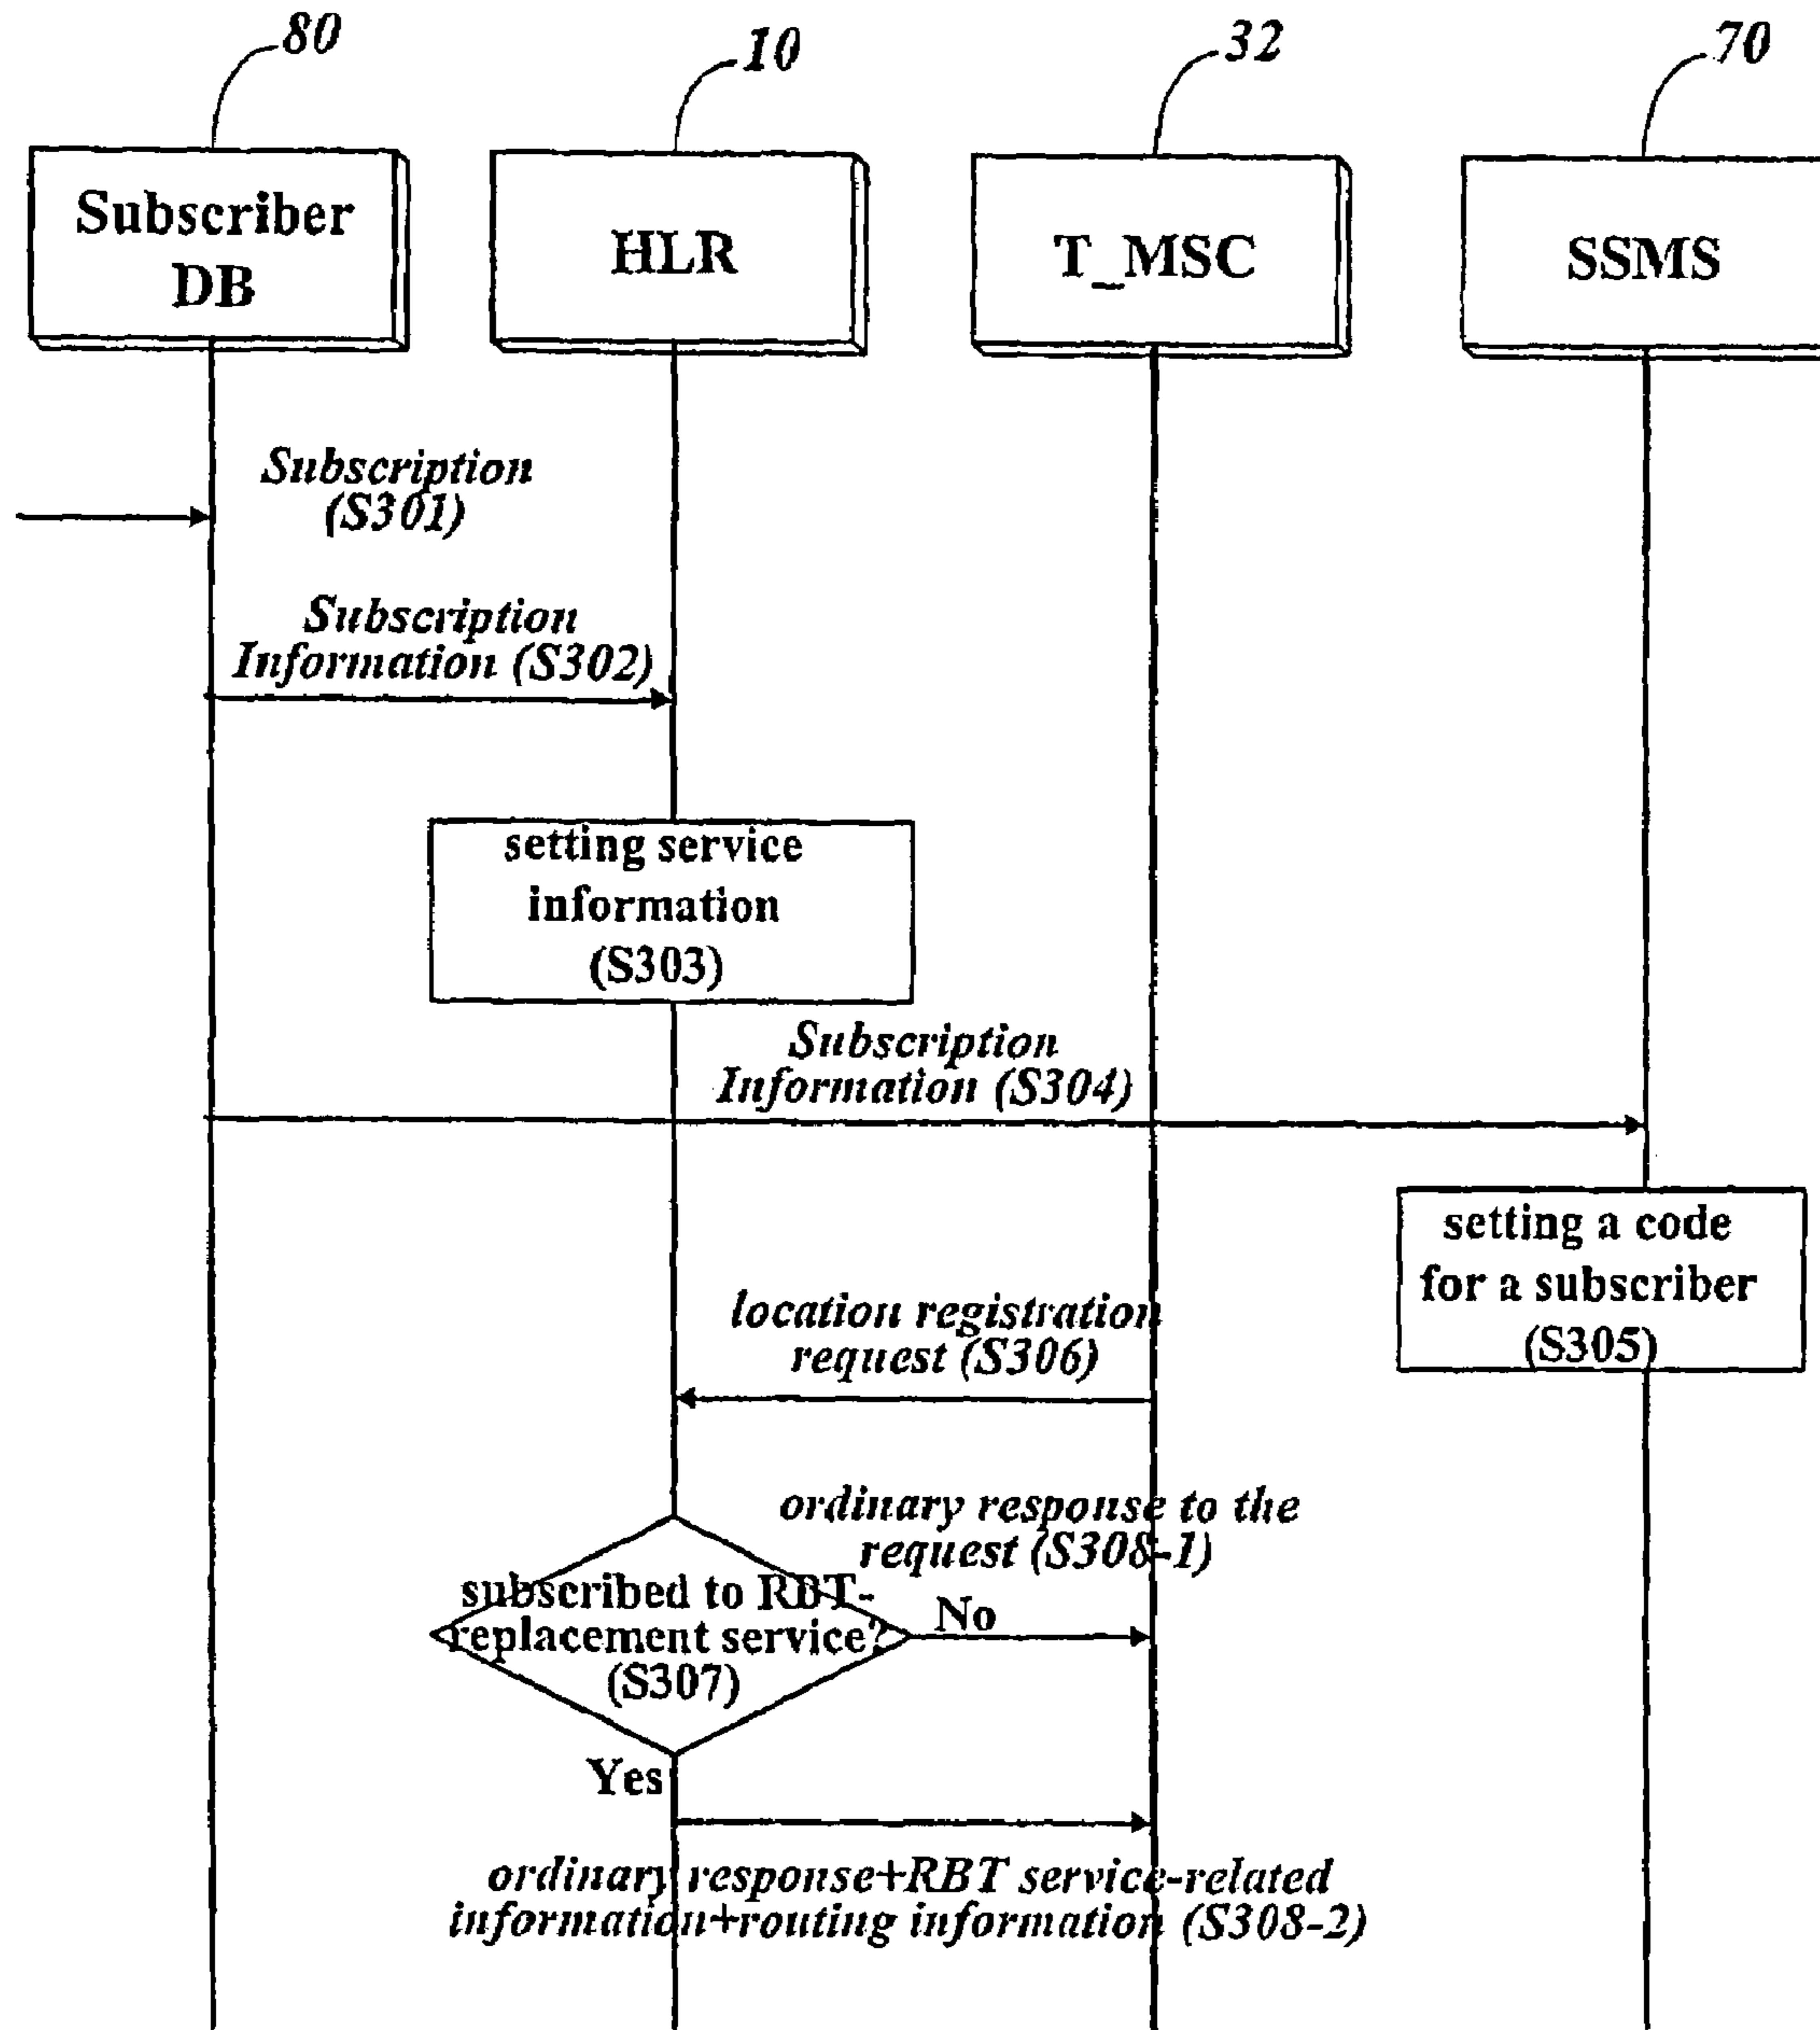 80
10
32
70
Subscriber
DB
HLR
T_MSC
SSMS
Subscription
(S301)
Subscription
Information (S302)
setting service
information
(S303)
Subscription
Information (S304)
setting a code
for a subscriber
(S305)
location registration
request (S306)
ordinary response to the
request (S308-1)
subscribed to RBT-
replacement service?
(S307)
No
Yes
ordinary response+RBT service-related
information+routing information (S308-2)